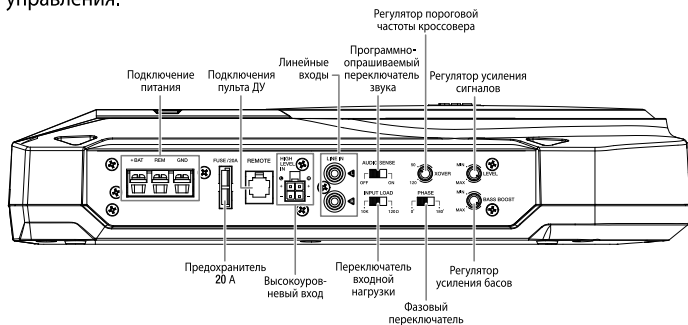 управления.
Регулятор пороговой
частоты кроссовера
Программно-
опрашиваемый
переключатель
звука
Линейные
входы
Подключение
питания
Подключения
пульта ДУ
Регулятор усиления
сигналов
+BAT REM GND
FUSE /20A
REMOTE
HIGH
LEVEL
IN
LINE IN
AUDIO SENSE
OFF ON
INPUT LOAD
10K 120Ω
50
120
XOVER
PHASE
0° 180°
MIN
MAX
LEVEL
MIN
MAX
BASS BOOST
Предохранитель
20 А
Высокоуров-
невый вход
Переключатель
входной
нагрузки
Фазовый
переключатель
Регулятор
усиления басов